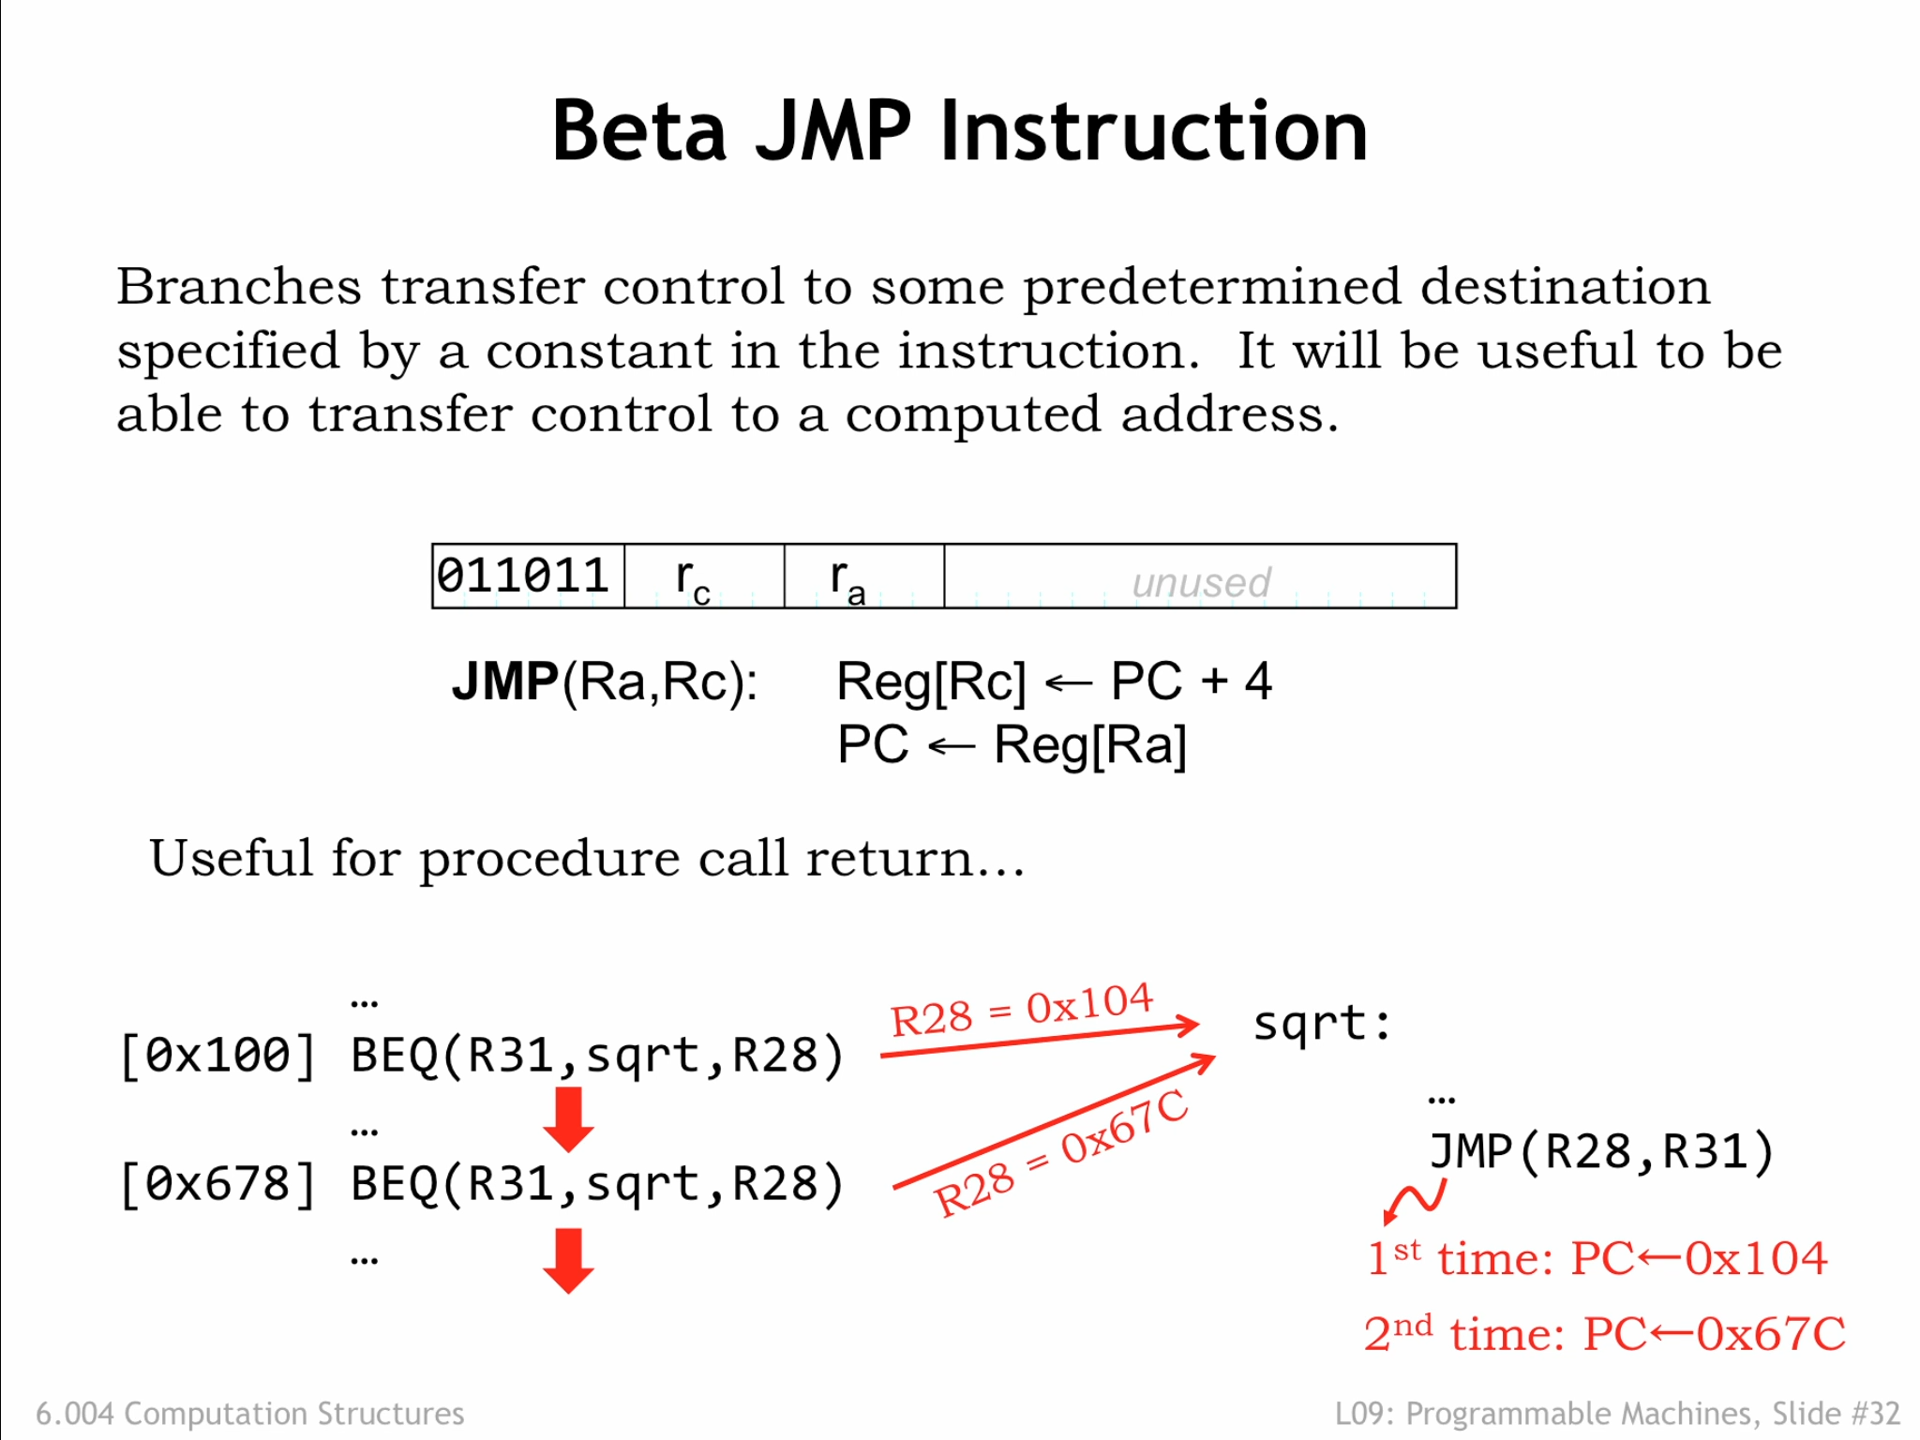 Beta JMP Instruction
Branches transfer control to some predetermined destination
specified by a constant in the instruction.  It will be useful to be
able to transfer control to a computed address.
011011 rc ra unused
JMP(Ra,Rc): Reg[Rc] ← PC + 4
PC ← Reg[Ra]
Useful for procedure call return…
…
[0x100] BEQ(R31,sqrt,R28)
…
[0x678] BEQ(R31,sqrt,R28)
…
R28 = 0x104
R28 = 0x67C
sqrt:
…
JMP(R28,R31)
1st time: PC←0x104
2nd time: PC←0x67C
6.004 Computation Structures
L09: Programmable Machines, Slide #32